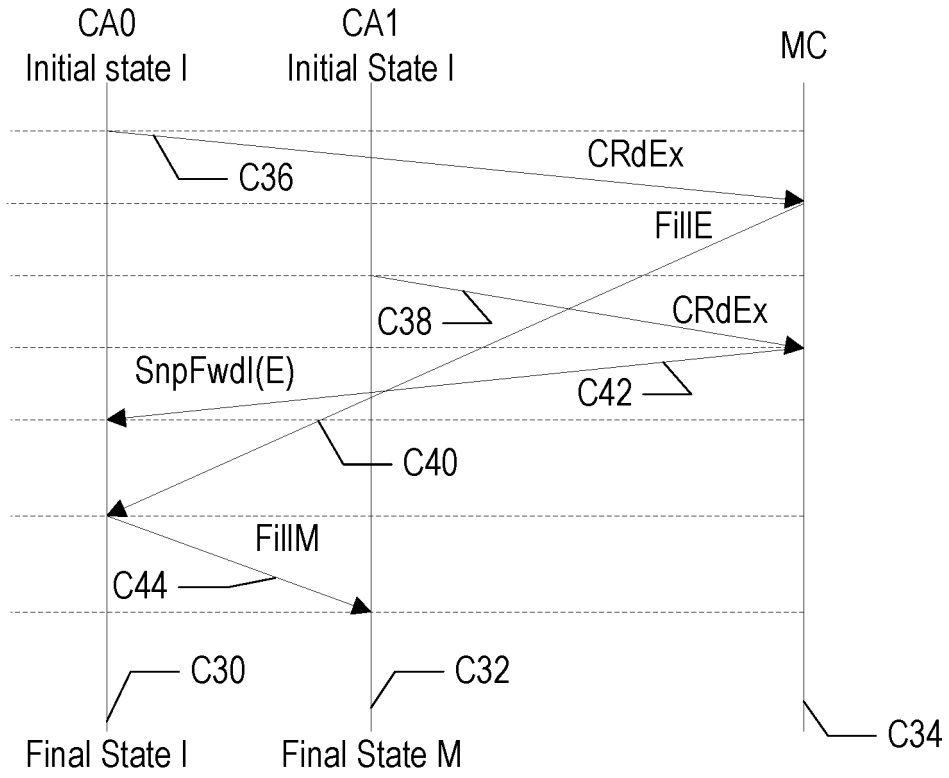 CA0
Initial state I
CA1
Initial State I
MC
CRdEx
C36
FillE
C38
CRdEx
SnpFwdI(E)
C42
C40
FillM
C44
C30
C32
C34
Final State I
Final State M